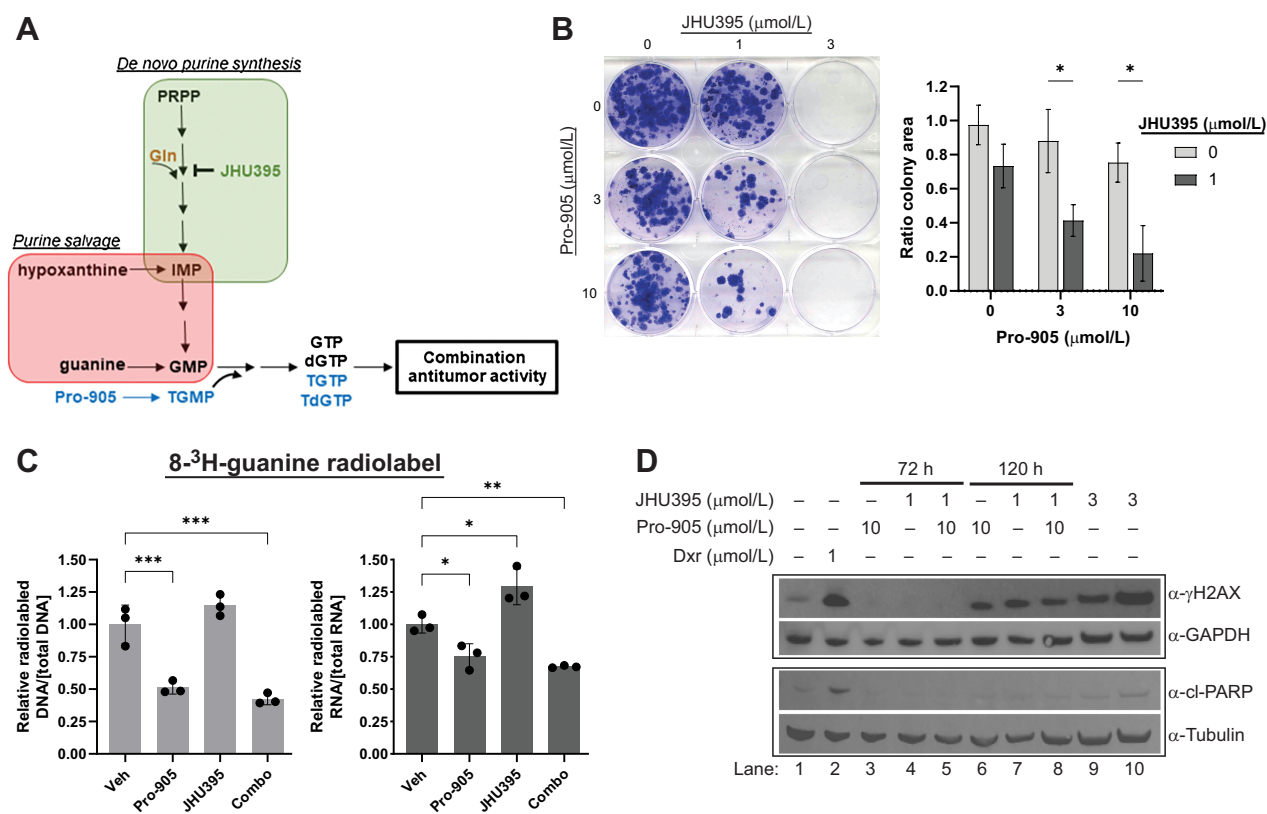 A
De novo purine synthesis
PRPP
Gln
JHU395
Purine salvage
hypoxanthine
IMP
guanine
GMP
Pro-905
TGMP
GTP
dGTP
TGTP
TdGTP
Combination
antitumor activity
B
JHU395 (μmol/L)
0 1 3
Pro-905 (μmol/L)
0
3
10
Ratio colony area
1.2
1.0
0.8
0.6
0.4
0.2
0.0
* *
0 3 10
Pro-905 (μmol/L)
JHU395 (μmol/L)
0
1
C
8-³H-guanine radiolabel
Relative radiolabled
DNA/[total DNA]
1.50
1.25
1.00
0.75
0.50
0.25
0.00
***
***
Veh Pro-905 JHU395 Combo
Relative radiolabled
RNA/[total RNA]
1.50
1.25
1.00
0.75
0.50
0.25
0.00
**
*
*
Veh Pro-905 JHU395 Combo
D
72 h 120 h
JHU395 (μmol/L) – – – 1 1 – 1 1 3 3
Pro-905 (μmol/L) – – 10 – 10 10 – 10 – –
Dxr (μmol/L) – 1 – – – – – – – –
α-γH2AX
α-GAPDH
α-cl-PARP
α-Tubulin
Lane: 1 2 3 4 5 6 7 8 9 10